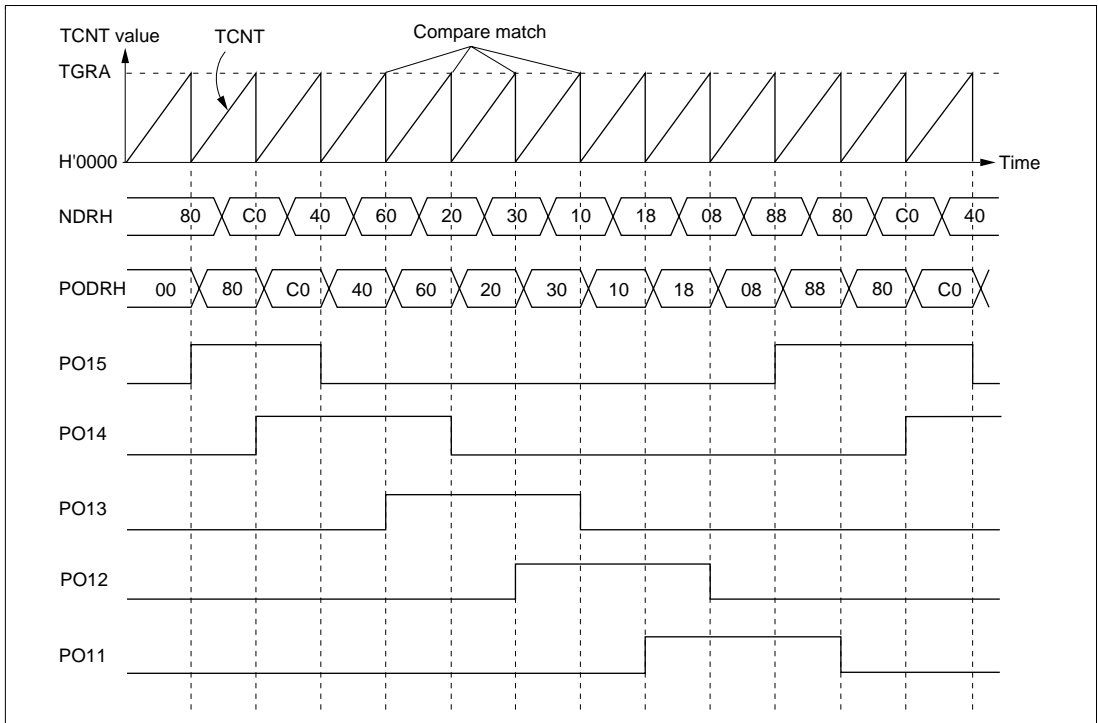 TCNT value TCNT Compare match
TGRA
H'0000 Time
NDRH 80 C0 40 60 20 30 10 18 08 88 80 C0 40
PODRH 00 80 C0 40 60 20 30 10 18 08 88 80 C0
PO15
PO14
PO13
PO12
PO11